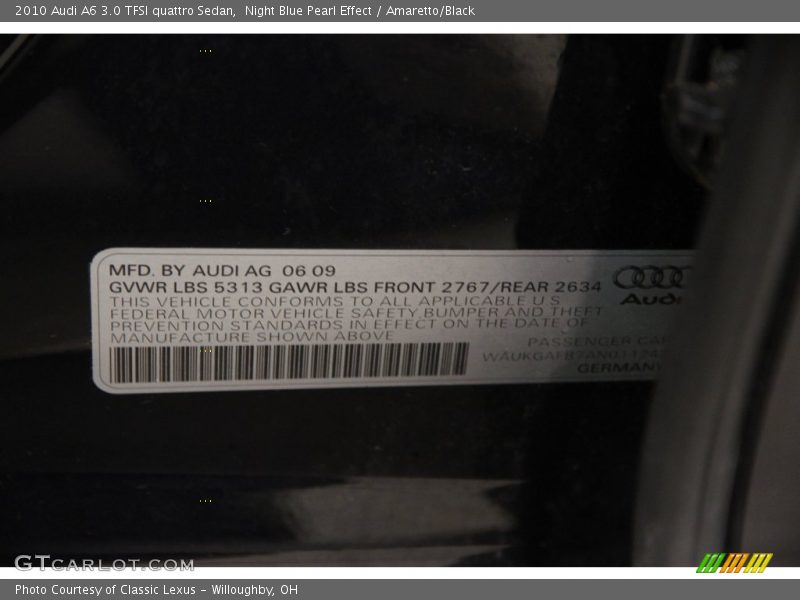 2010 Audi A6 3.0 TFSI quattro Sedan,  Night Blue Pearl Effect / Amaretto/Black
MFD. BY AUDI AG  06 09
GVWR LBS 5313 GAWR LBS FRONT 2767/REAR 2634
THIS VEHICLE CONFORMS TO ALL APPLICABLE U S
FEDERAL MOTOR VEHICLE SAFETY,BUMPER AND THEFT
PREVENTION STANDARDS IN EFFECT ON THE DATE OF
MANUFACTURE SHOWN ABOVE
Audi
PASSENGER CAR
GERMANY
GTCARLOT.COM
Photo Courtesy of Classic Lexus - Willoughby, OH